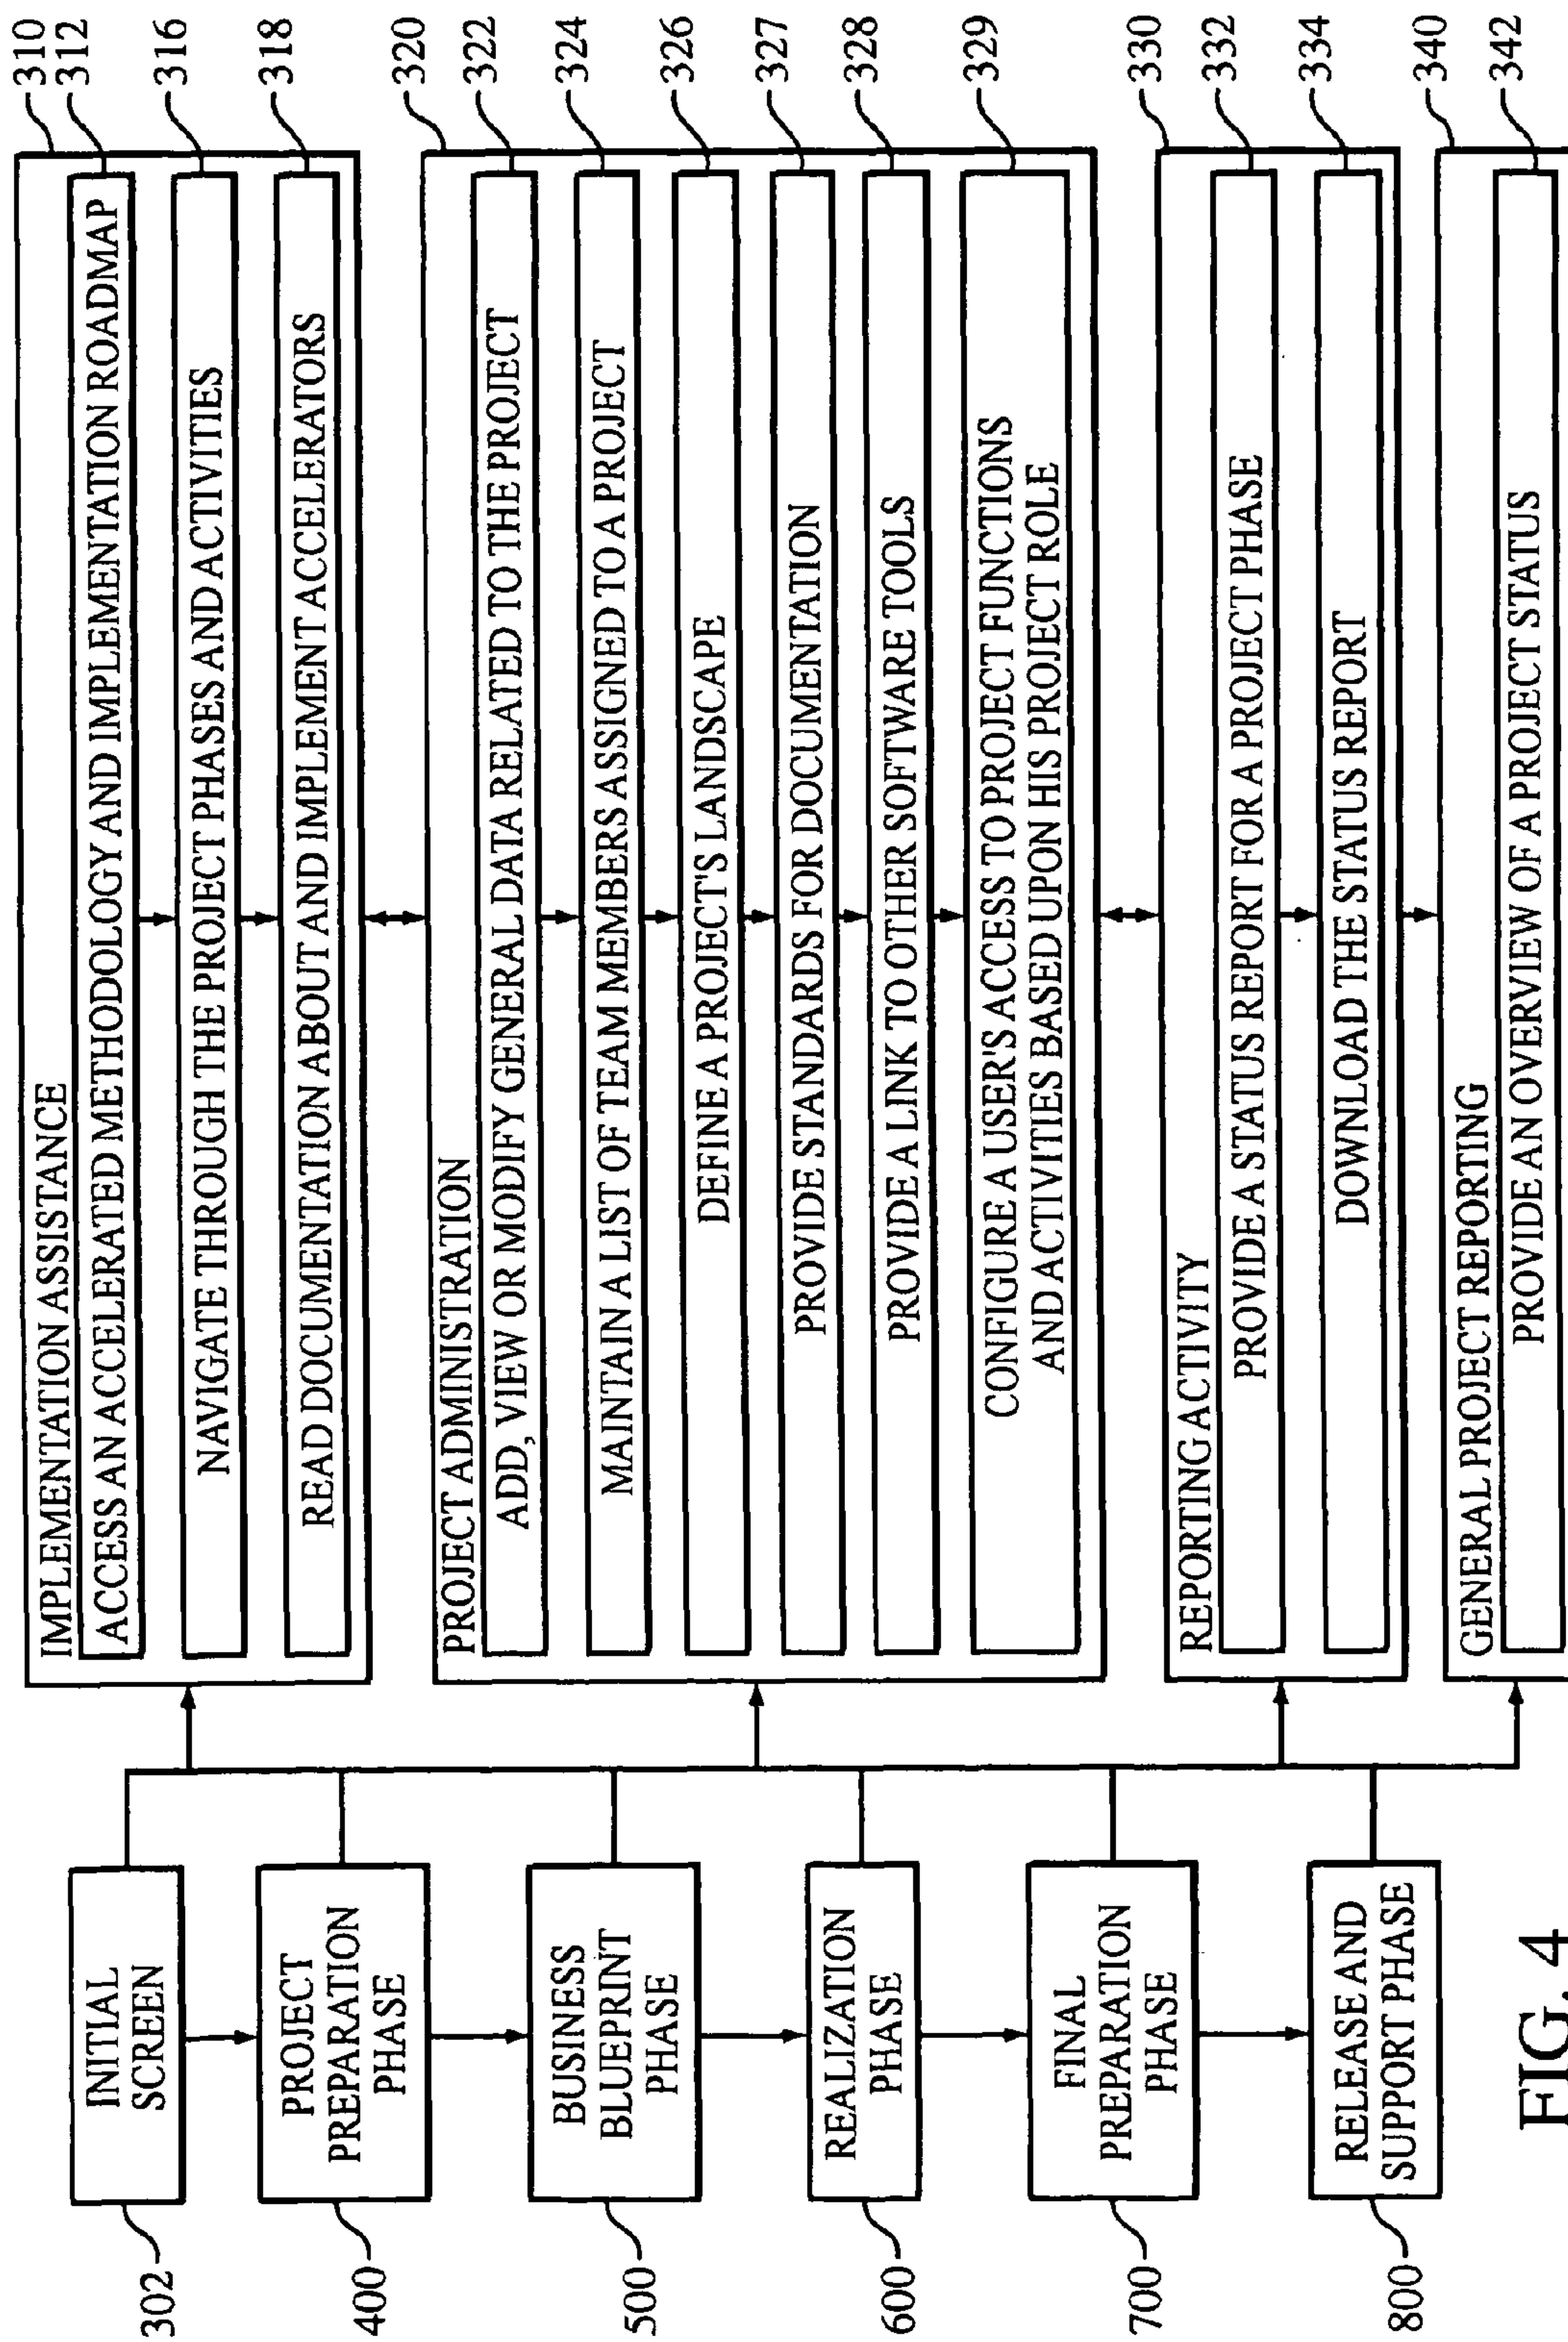 302
INITIAL
SCREEN
400
PROJECT
PREPARATION
PHASE
500
BUSINESS
BLUEPRINT
PHASE
600
REALIZATION
PHASE
700
FINAL
PREPARATION
PHASE
800
RELEASE AND
SUPPORT PHASE
IMPLEMENTATION ASSISTANCE
310
ACCESS AN ACCELERATED METHODOLOGY AND IMPLEMENTATION ROADMAP
312
NAVIGATE THROUGH THE PROJECT PHASES AND ACTIVITIES
316
READ DOCUMENTATION ABOUT AND IMPLEMENT ACCELERATORS
318
PROJECT ADMINISTRATION
320
ADD, VIEW OR MODIFY GENERAL DATA RELATED TO THE PROJECT
322
MAINTAIN A LIST OF TEAM MEMBERS ASSIGNED TO A PROJECT
324
DEFINE A PROJECT'S LANDSCAPE
326
PROVIDE STANDARDS FOR DOCUMENTATION
327
PROVIDE A LINK TO OTHER SOFTWARE TOOLS
328
CONFIGURE A USER'S ACCESS TO PROJECT FUNCTIONS
AND ACTIVITIES BASED UPON HIS PROJECT ROLE
329
REPORTING ACTIVITY
330
PROVIDE A STATUS REPORT FOR A PROJECT PHASE
332
DOWNLOAD THE STATUS REPORT
334
GENERAL PROJECT REPORTING
340
PROVIDE AN OVERVIEW OF A PROJECT STATUS
342
FIG. 4